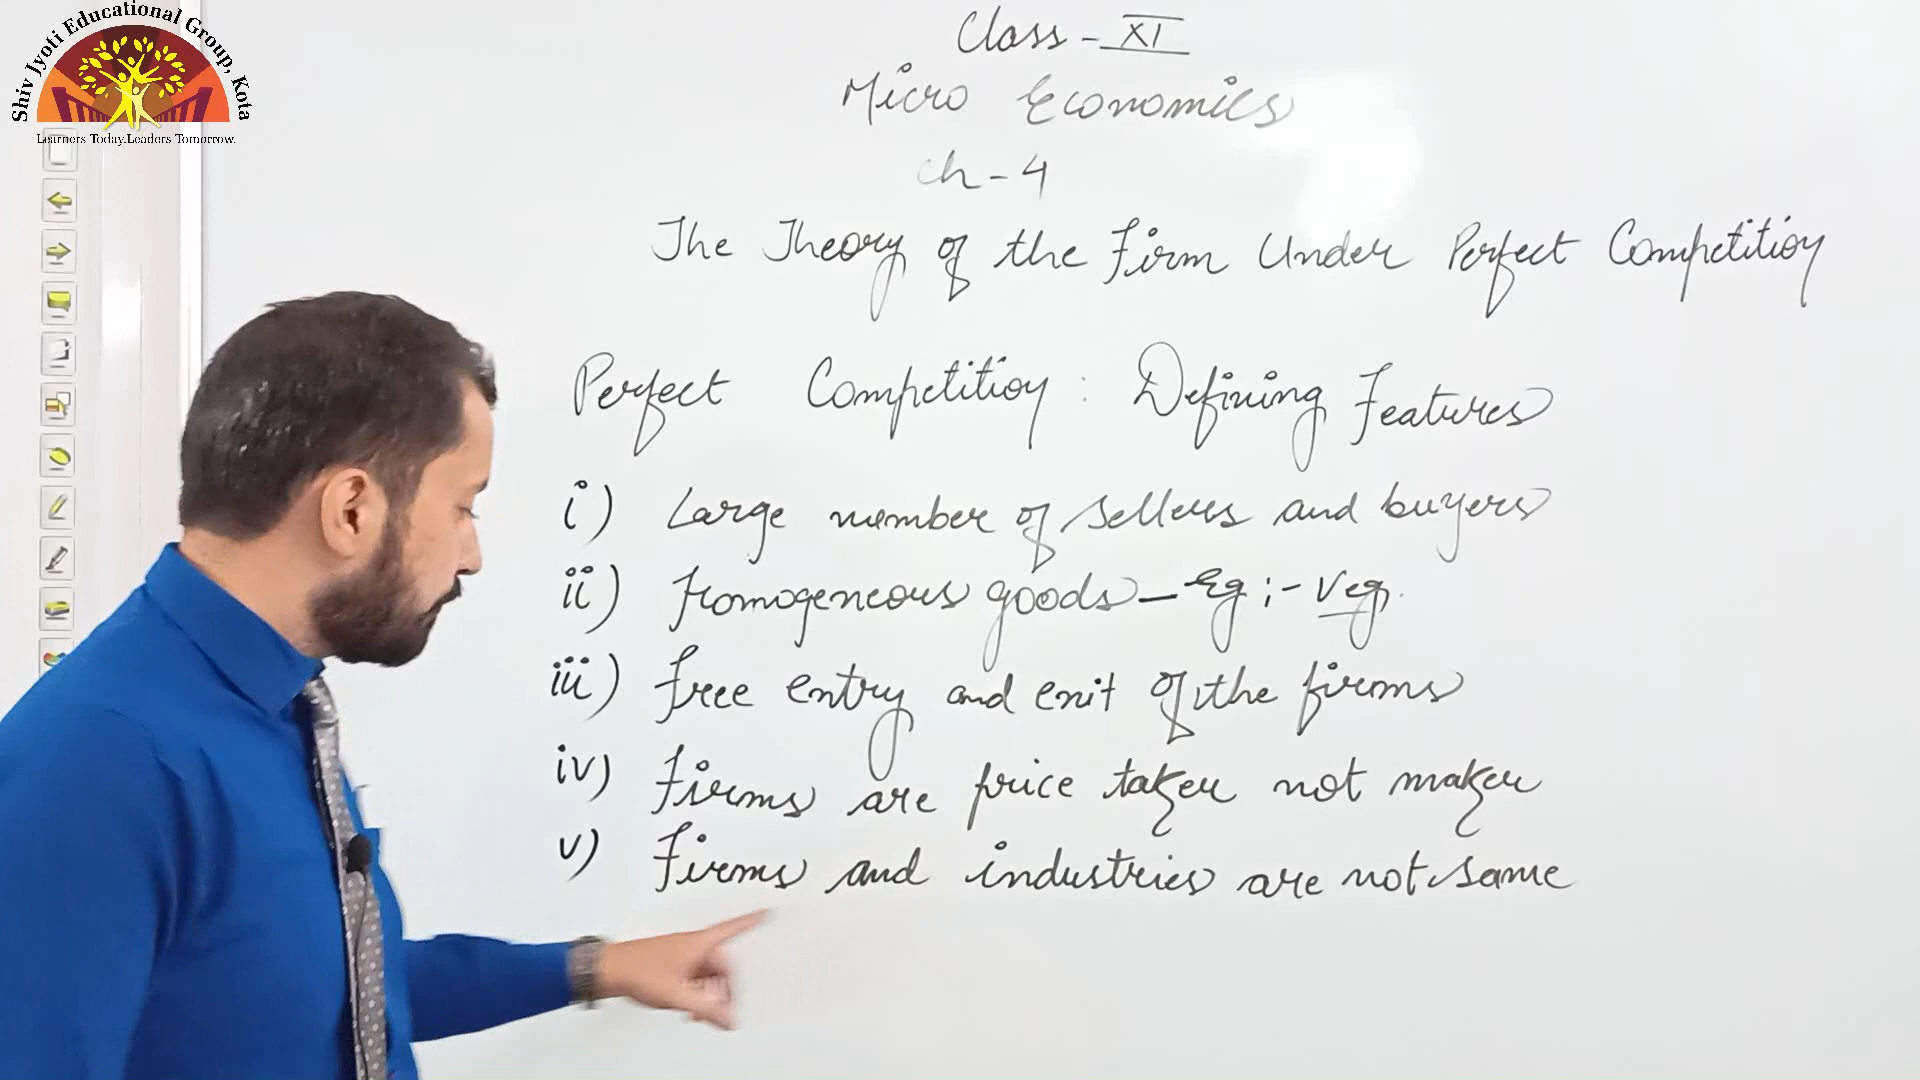 Shiv Jyoti Educational Group, Kota
Learners Today.Leaders Tomorrow.
Class - XI
Micro Economics
Ch - 4
The Theory of the Firm Under Perfect Competition
Perfect Competition : Defining Features
i) Large number of sellers and buyers
ii) Homogeneous goods - Eg :- Veg.
iii) Free entry and exit of the firms
iv) Firms are price taker not maker
v) Firms and industries are not same